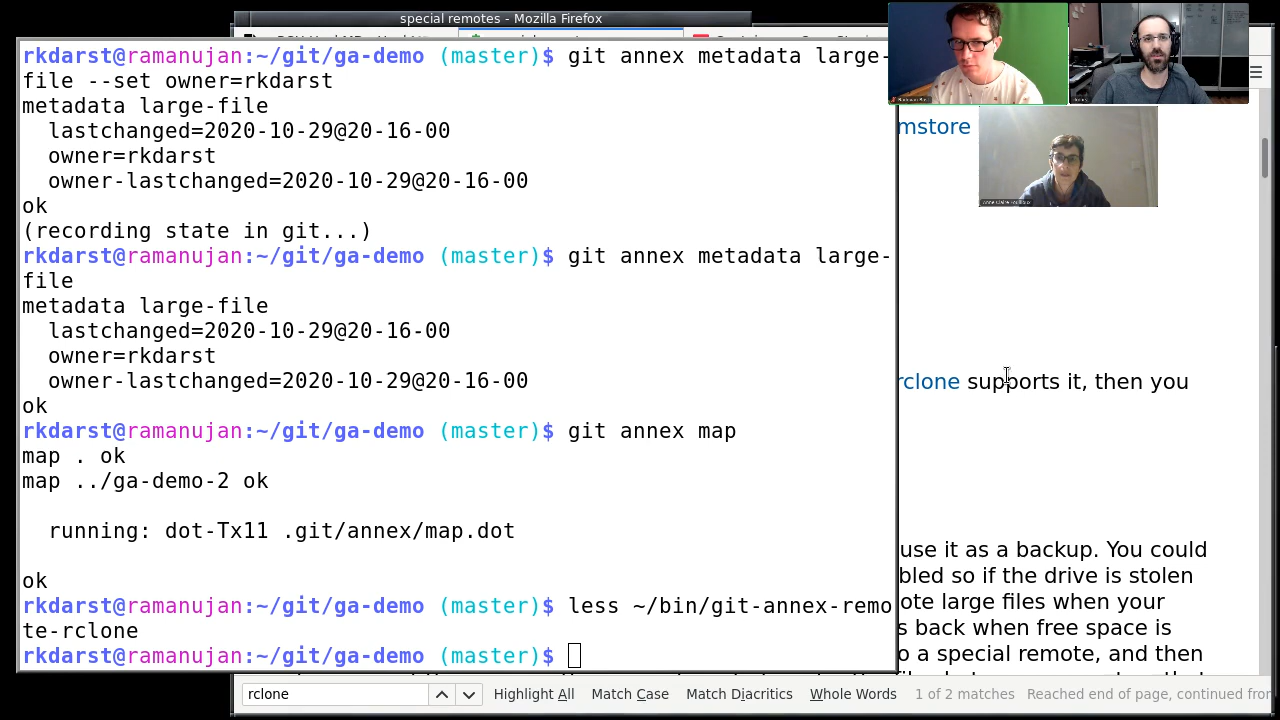 special remotes - Mozilla Firefox
rkdarst@ramanujan:~/git/ga-demo (master)$ git annex metadata large-
file --set owner=rkdarst
metadata large-file
  lastchanged=2020-10-29@20-16-00
  owner=rkdarst
  owner-lastchanged=2020-10-29@20-16-00
ok
(recording state in git...)
rkdarst@ramanujan:~/git/ga-demo (master)$ git annex metadata large-
file
metadata large-file
  lastchanged=2020-10-29@20-16-00
  owner=rkdarst
  owner-lastchanged=2020-10-29@20-16-00
ok
rkdarst@ramanujan:~/git/ga-demo (master)$ git annex map
map . ok
map ../ga-demo-2 ok
  running: dot-Tx11 .git/annex/map.dot
ok
rkdarst@ramanujan:~/git/ga-demo (master)$ less ~/bin/git-annex-remo
te-rclone
rkdarst@ramanujan:~/git/ga-demo (master)$
mstore
rclone supports it, then you
use it as a backup. You could
bled so if the drive is stolen
ote large files when your
s back when free space is
o a special remote, and then
rclone
Highlight All
Match Case
Match Diacritics
Whole Words
1 of 2 matches
Reached end of page, continued fror